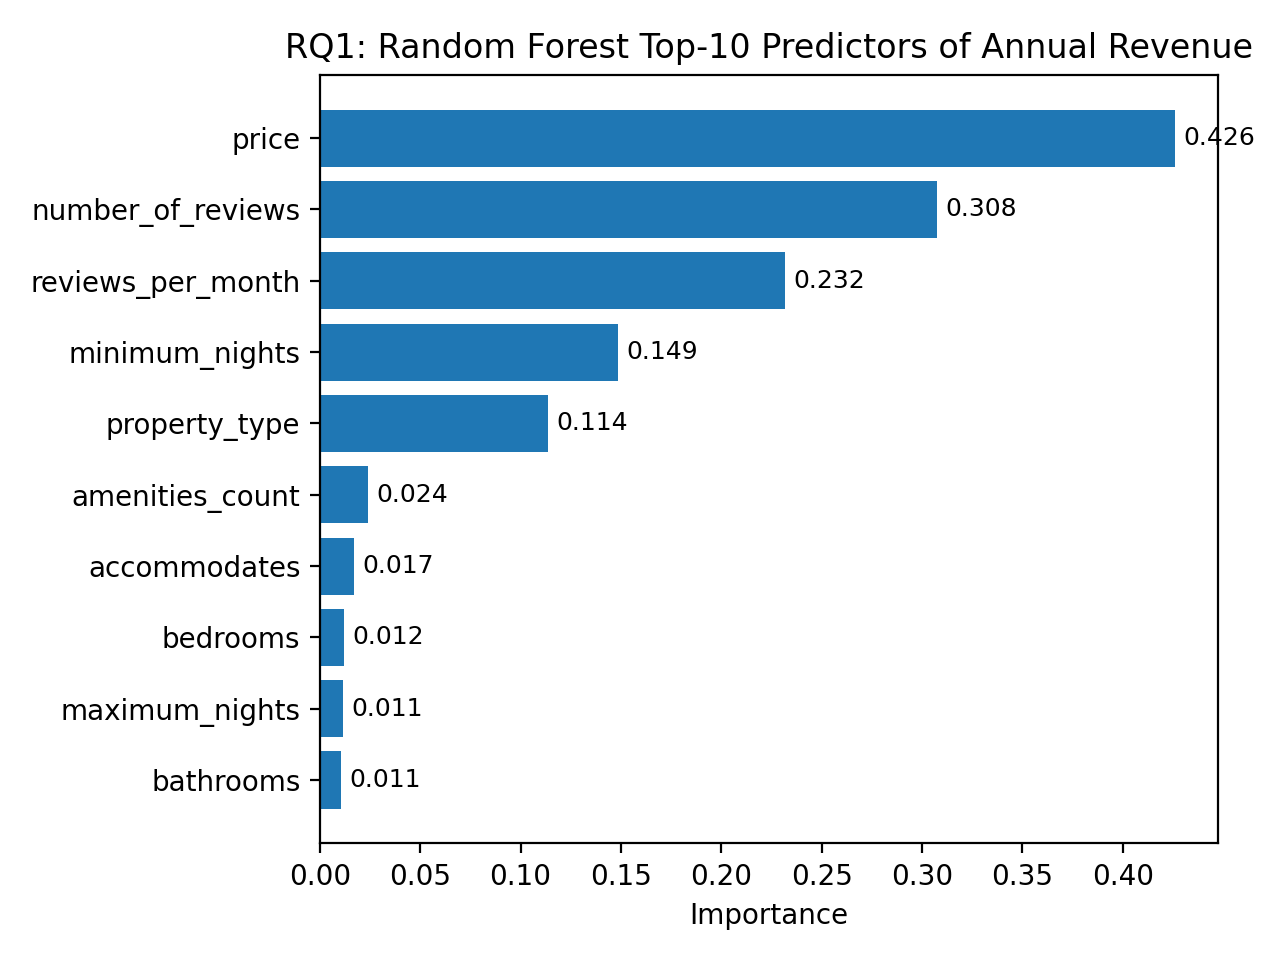 RQ1: Random Forest Top-10 Predictors of Annual Revenue
price 0.426
number_of_reviews 0.308
reviews_per_month 0.232
minimum_nights 0.149
property_type 0.114
amenities_count 0.024
accommodates 0.017
bedrooms 0.012
maximum_nights 0.011
bathrooms 0.011
0.00 0.05 0.10 0.15 0.20 0.25 0.30 0.35 0.40
Importance